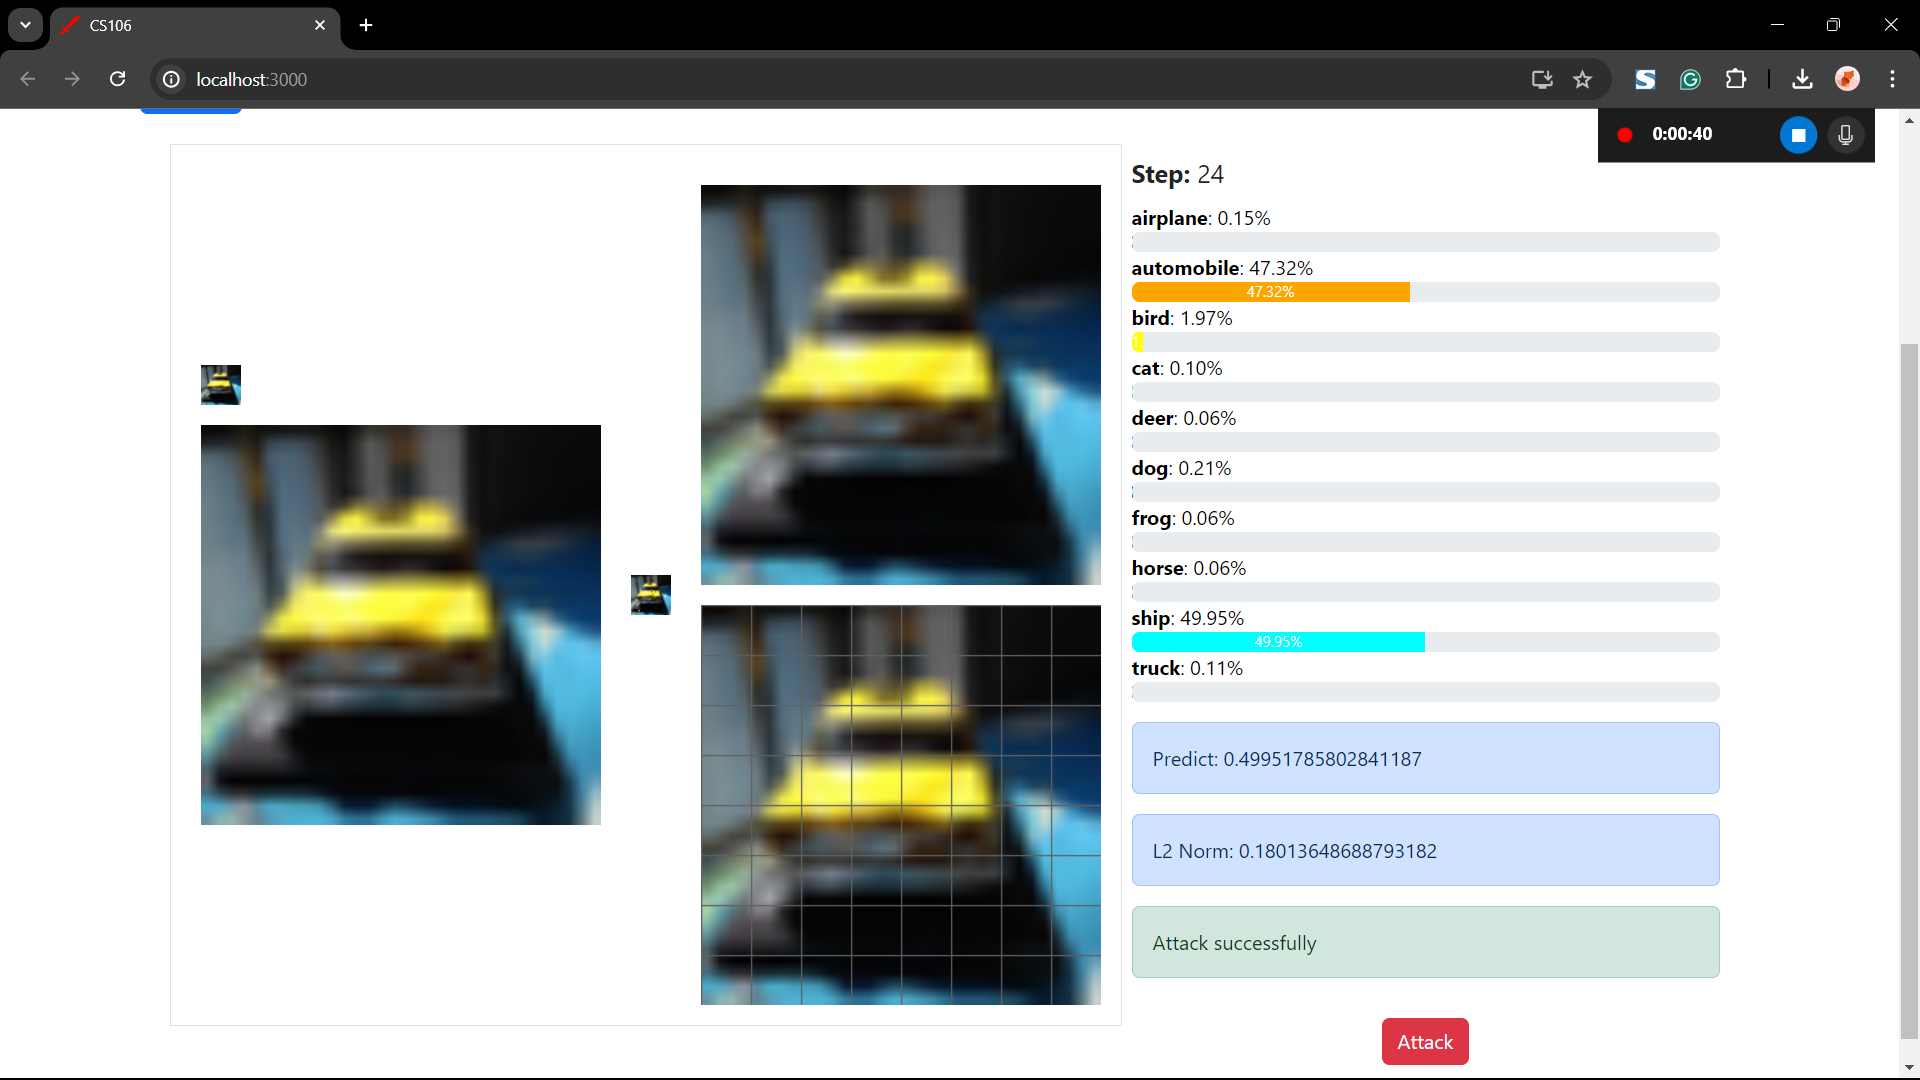 CS106
localhost:3000
0:00:40
Step: 24
airplane: 0.15%
automobile: 47.32%
47.32%
bird: 1.97%
1.
cat: 0.10%
deer: 0.06%
dog: 0.21%
frog: 0.06%
horse: 0.06%
ship: 49.95%
49.95%
truck: 0.11%
Predict: 0.49951785802841187
L2 Norm: 0.18013648688793182
Attack successfully
Attack